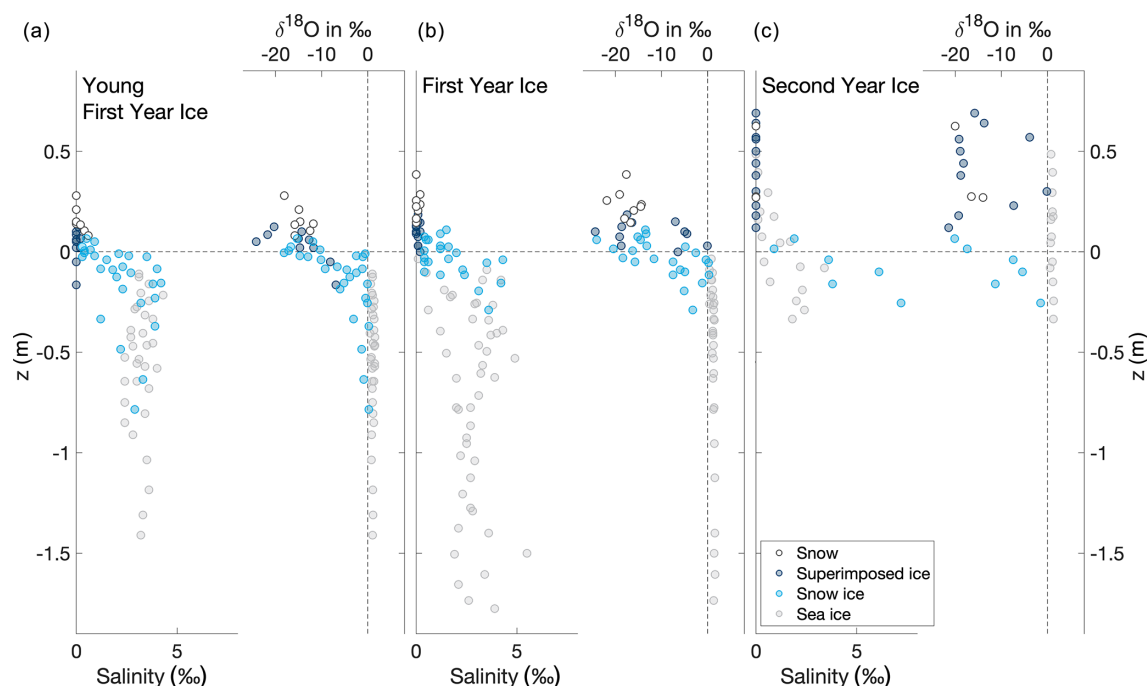 (a)
δ18O in ‰
-20 -10 0
Young
First Year Ice
0.5
0
-0.5
-1
-1.5
z (m)
0 5
Salinity (‰)
(b)
δ18O in ‰
-20 -10 0
First Year Ice
0 5
Salinity (‰)
(c)
δ18O in ‰
-20 -10 0
Second Year Ice
0.5
0
-0.5
-1
-1.5
z (m)
Snow
Superimposed ice
Snow ice
Sea ice
0 5
Salinity (‰)